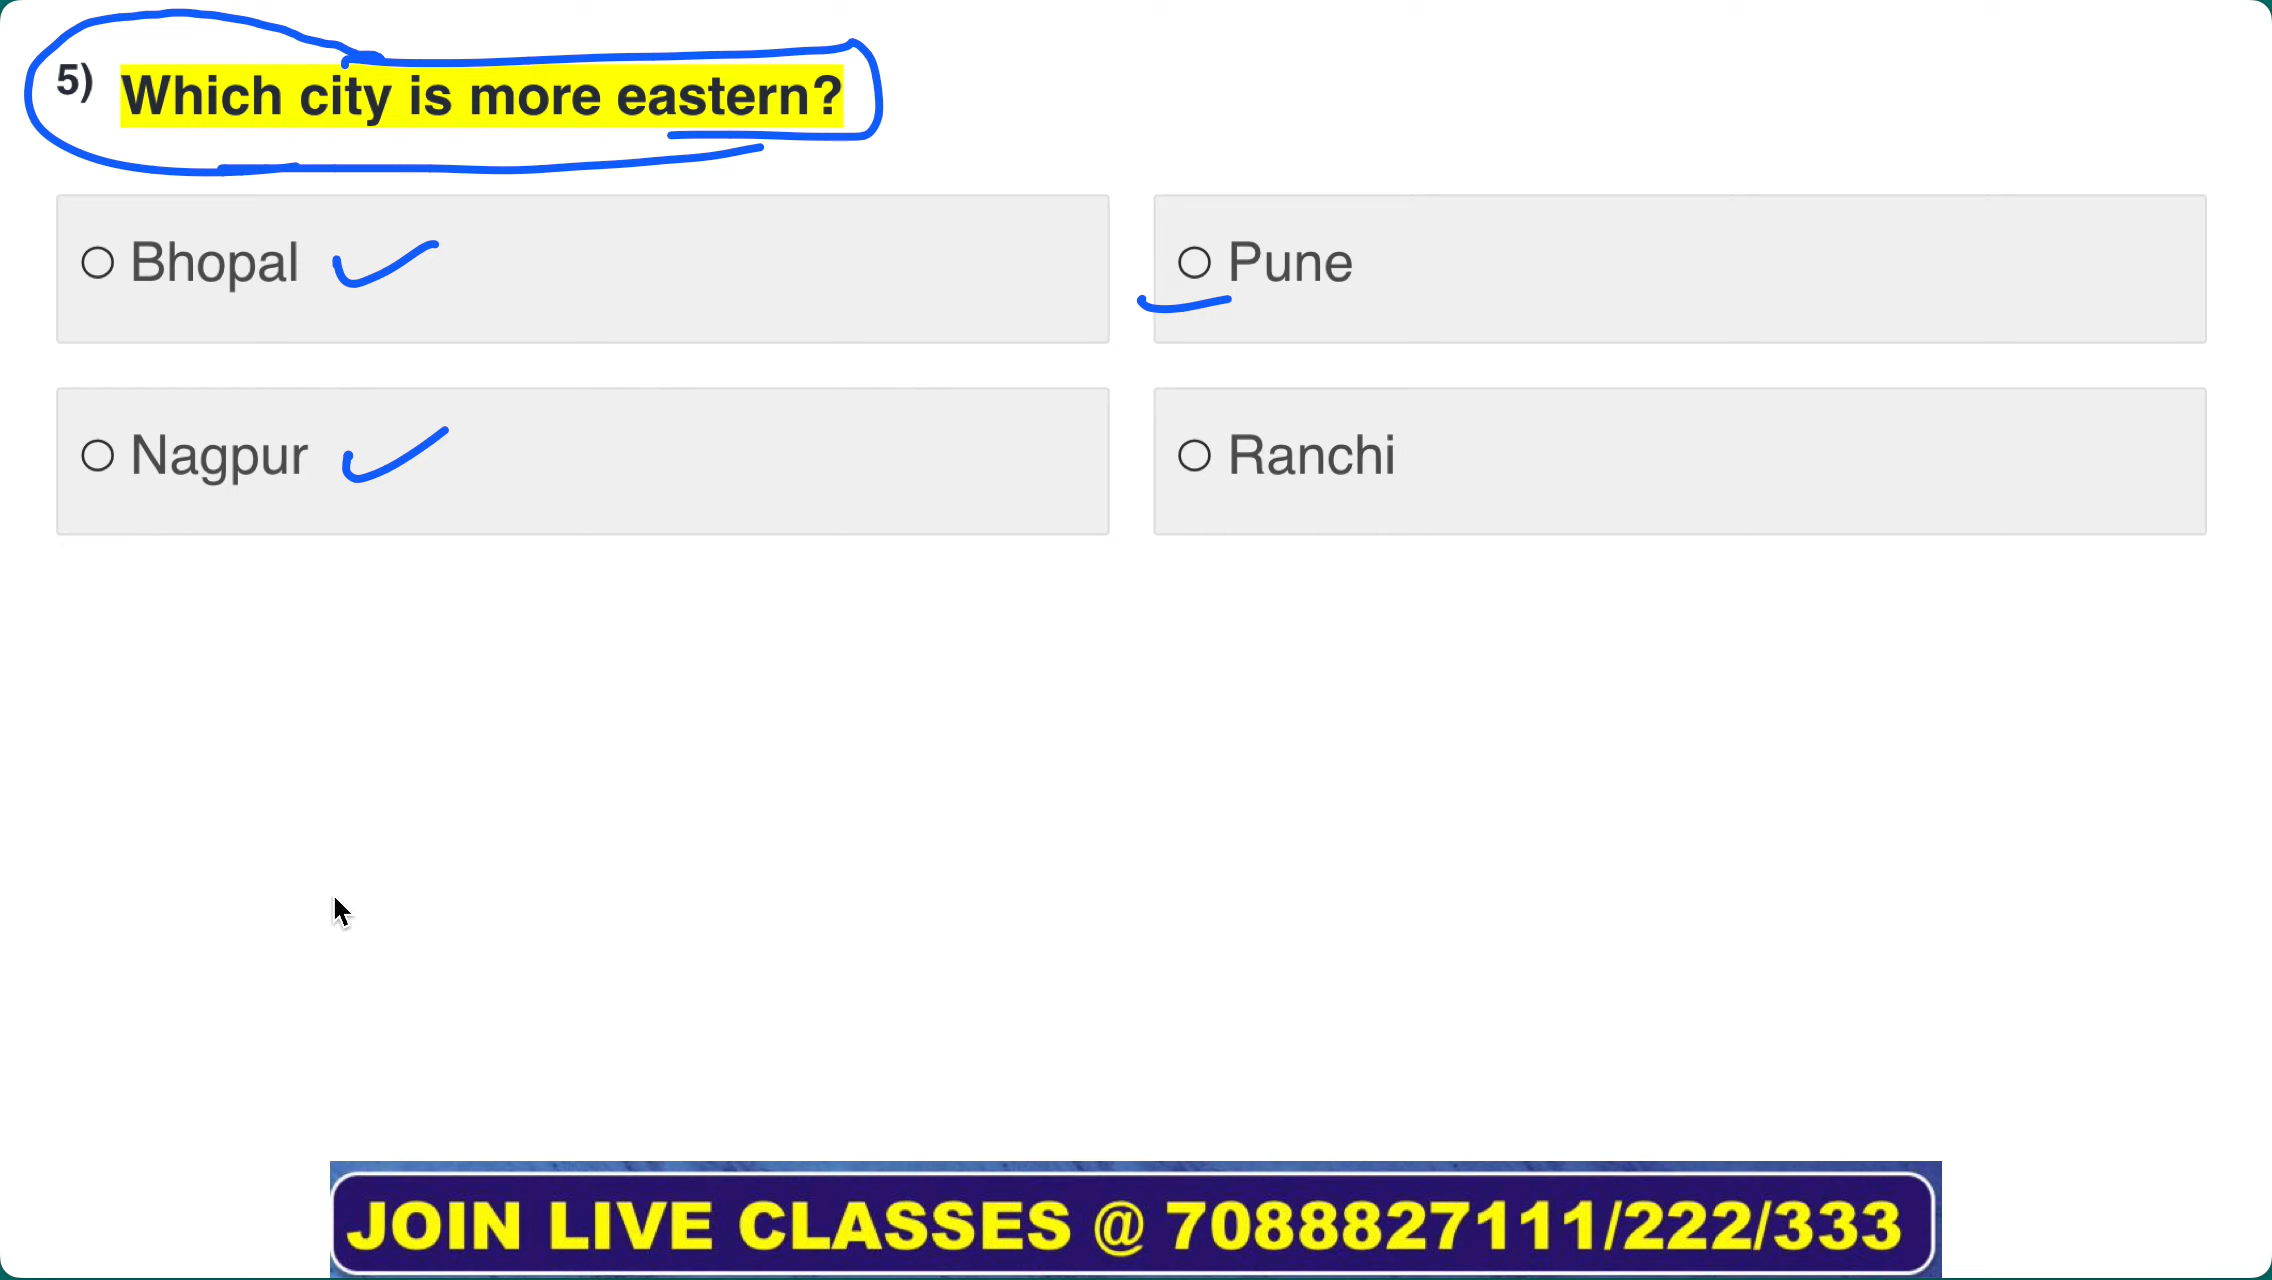 5) Which city is more eastern?
Bhopal
Pune
Nagpur
Ranchi
JOIN LIVE CLASSES @ 7088827111/222/333